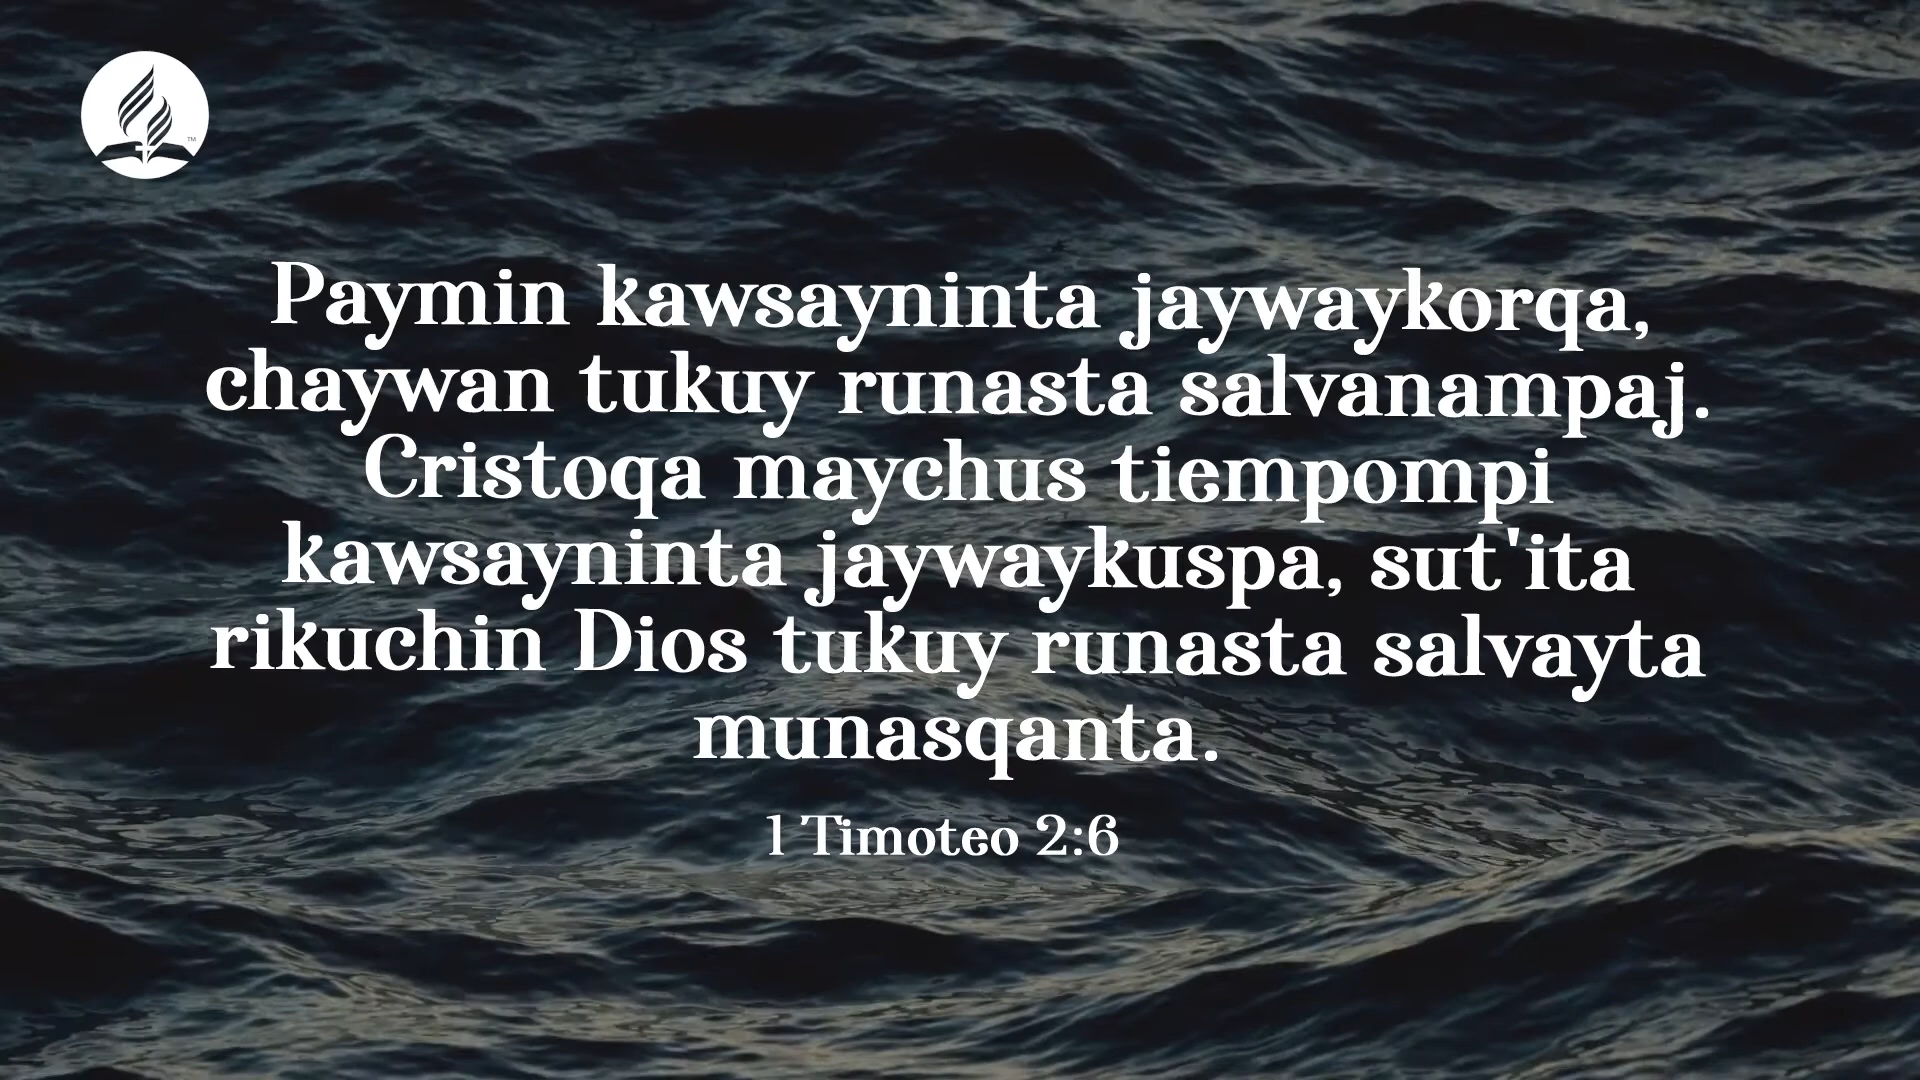 Paymin kawsayninta jaywaykorqa,
chaywan tukuy runasta salvanampaj.
Cristoqa maychus tiempompi
kawsayninta jaywaykuspa, sut'ita
rikuchin Dios tukuy runasta salvayta
munasqanta.
1 Timoteo 2:6
TM